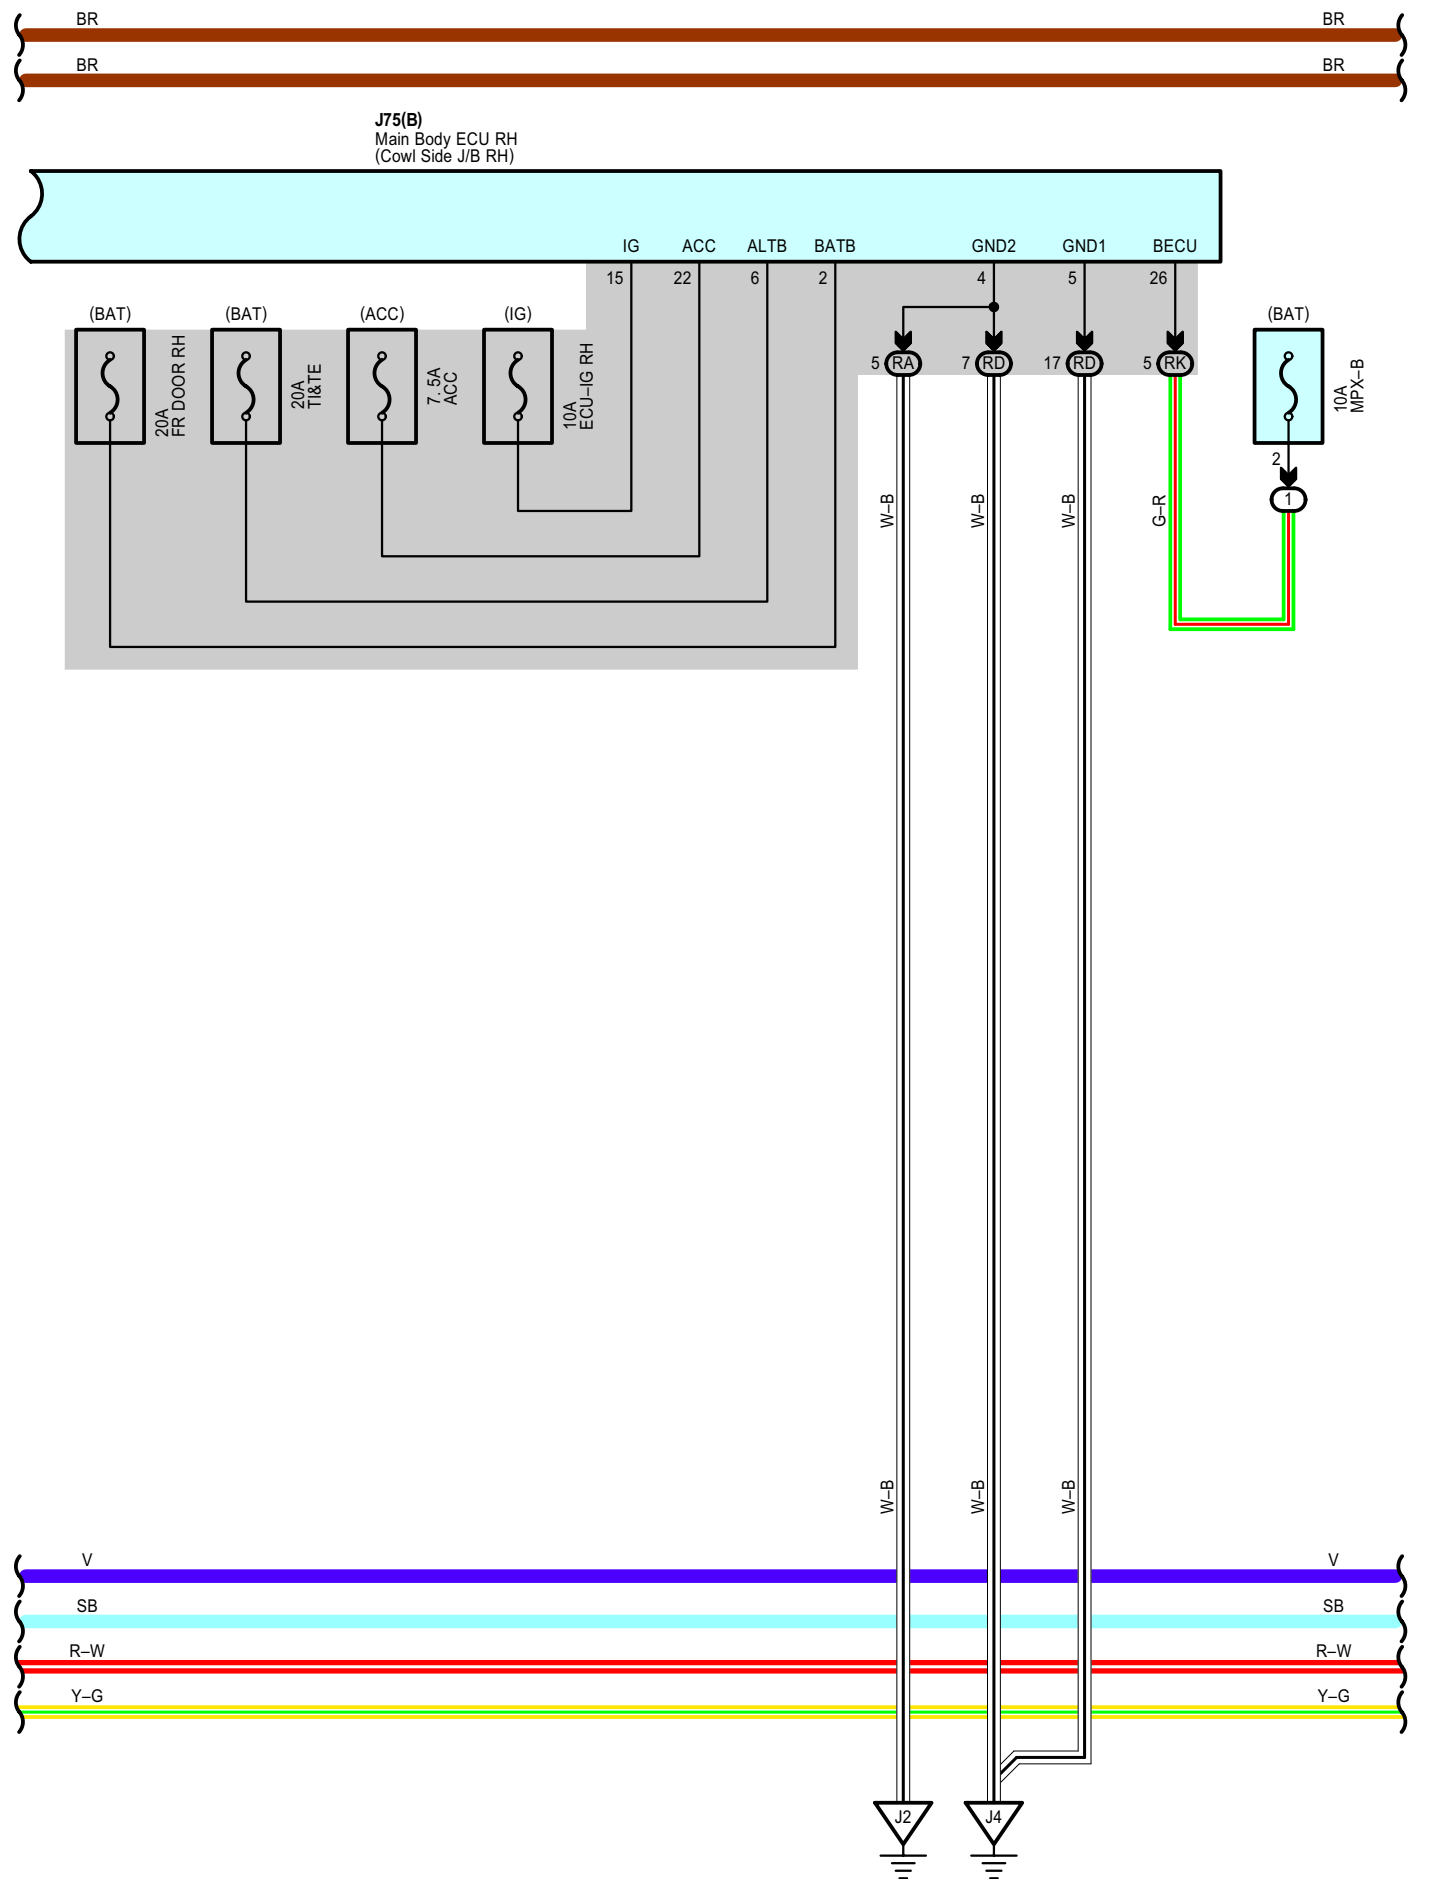 BR BR
BR BR
J75(B)
Main Body ECU RH
(Cowl Side J/B RH)
IG ACC ALTB BATB GND2 GND1 BECU
15 22 6 2 4 5 26
(BAT) (BAT) (ACC) (IG) (BAT)
20A
FR DOOR RH
20A
TI&TE
7.5A
ACC
10A
ECU–IG RH
5 RA 7 RD 17 RD 5 RK
10A
MPX–B
2
1
W–B W–B W–B G–R
W–B W–B W–B
V V
SB SB
R–W R–W
Y–G Y–G
J2 J4